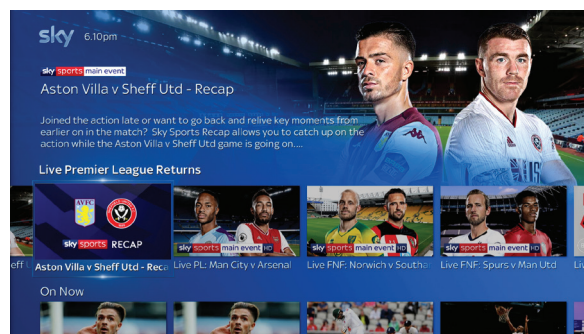 sky 6.10pm
sky sports main event
Aston Villa v Sheff Utd - Recap
Joined the action late or want to go back and relive key moments from
earlier on in the match? Sky Sports Recap allows you to catch up on the
action while the Aston Villa v Sheff Utd game is going on....
Live Premier League Returns
AVFC
sky sports RECAP
sky sports main event HD
sky sports main event HD
sky sports main event HD
eff U
Aston Villa v Sheff Utd - Reca
Live PL: Man City v Arsenal
Live FNF: Norwich v Southa
Live FNF: Spurs v Man Utd
On Now